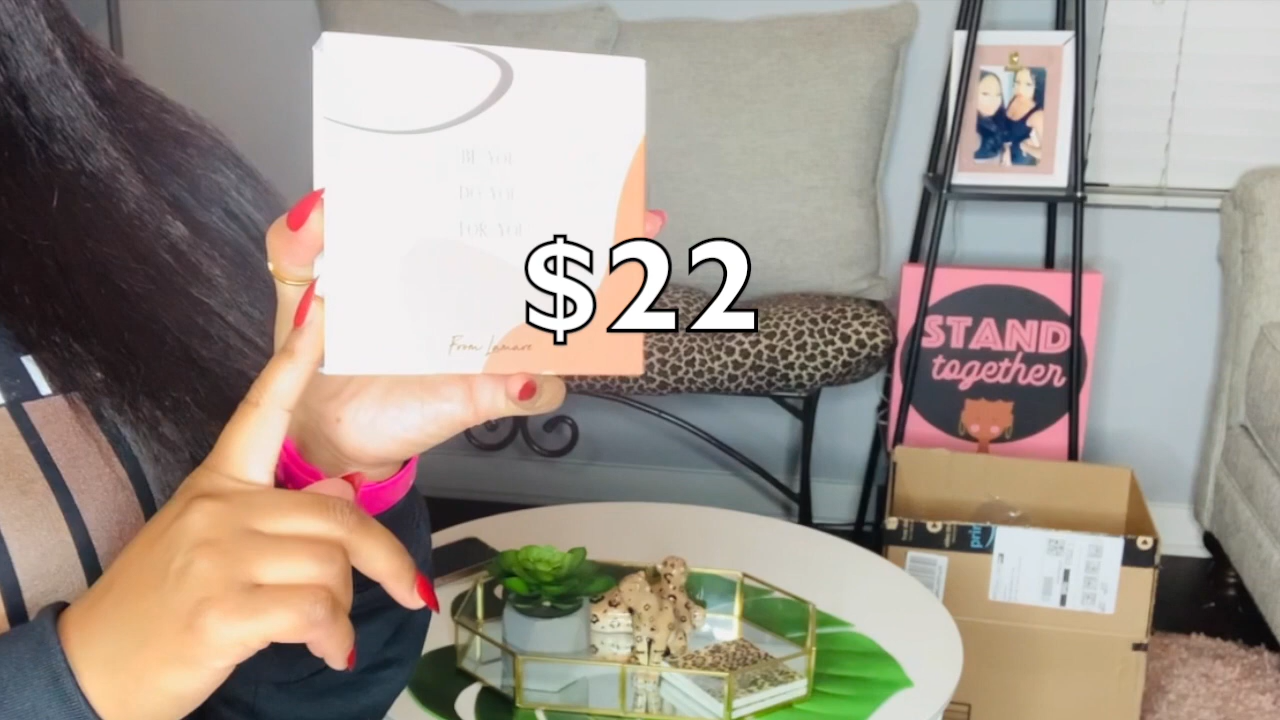 BE YOU
DO YOU
FOR YOU
From Lamare
$22
STAND
together
prime